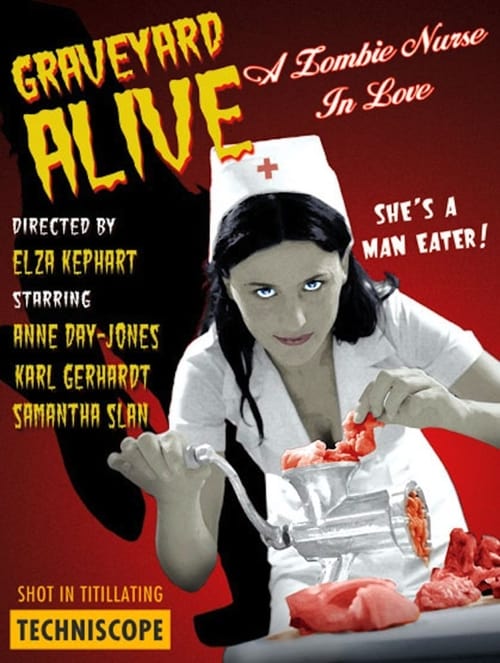 GRAVEYARD
ALIVE
A Zombie Nurse
In Love
SHE'S A
MAN EATER!
DIRECTED BY
ELZA KEPHART
STARRING
ANNE DAY-JONES
KARL GERHARDT
SAMANTHA SLAN
SHOT IN TITILLATING
TECHNISCOPE